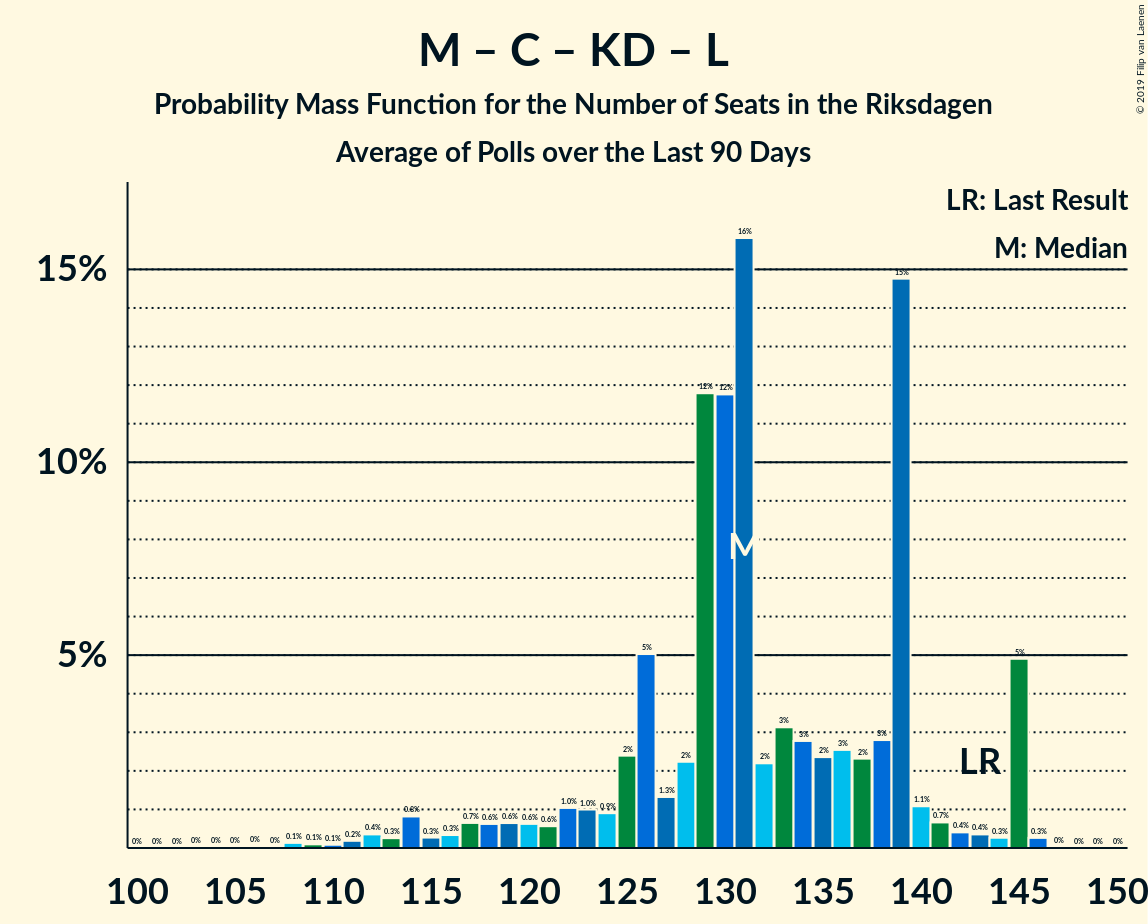 M – C – KD – L
Probability Mass Function for the Number of Seats in the Riksdagen
Average of Polls over the Last 90 Days
© 2019 Filip van Laenen
LR: Last Result
M: Median
15%
10%
5%
0% 0% 0% 0% 0% 0% 0% 0% 0.1% 0.1% 0.1% 0.2% 0.4% 0.3% 0.8% 0.3% 0.3% 0.7% 0.6% 0.6% 0.6% 0.6% 1.0% 1.0% 0.9% 2% 5% 1.3% 2% 12% 12% 16% 2% 3% 3% 2% 3% 2% 3% 15% 1.1% 0.7% 0.4% 0.4% 0.3% 5% 0.3% 0% 0% 0% 0%
M
LR
100 105 110 115 120 125 130 135 140 145 150